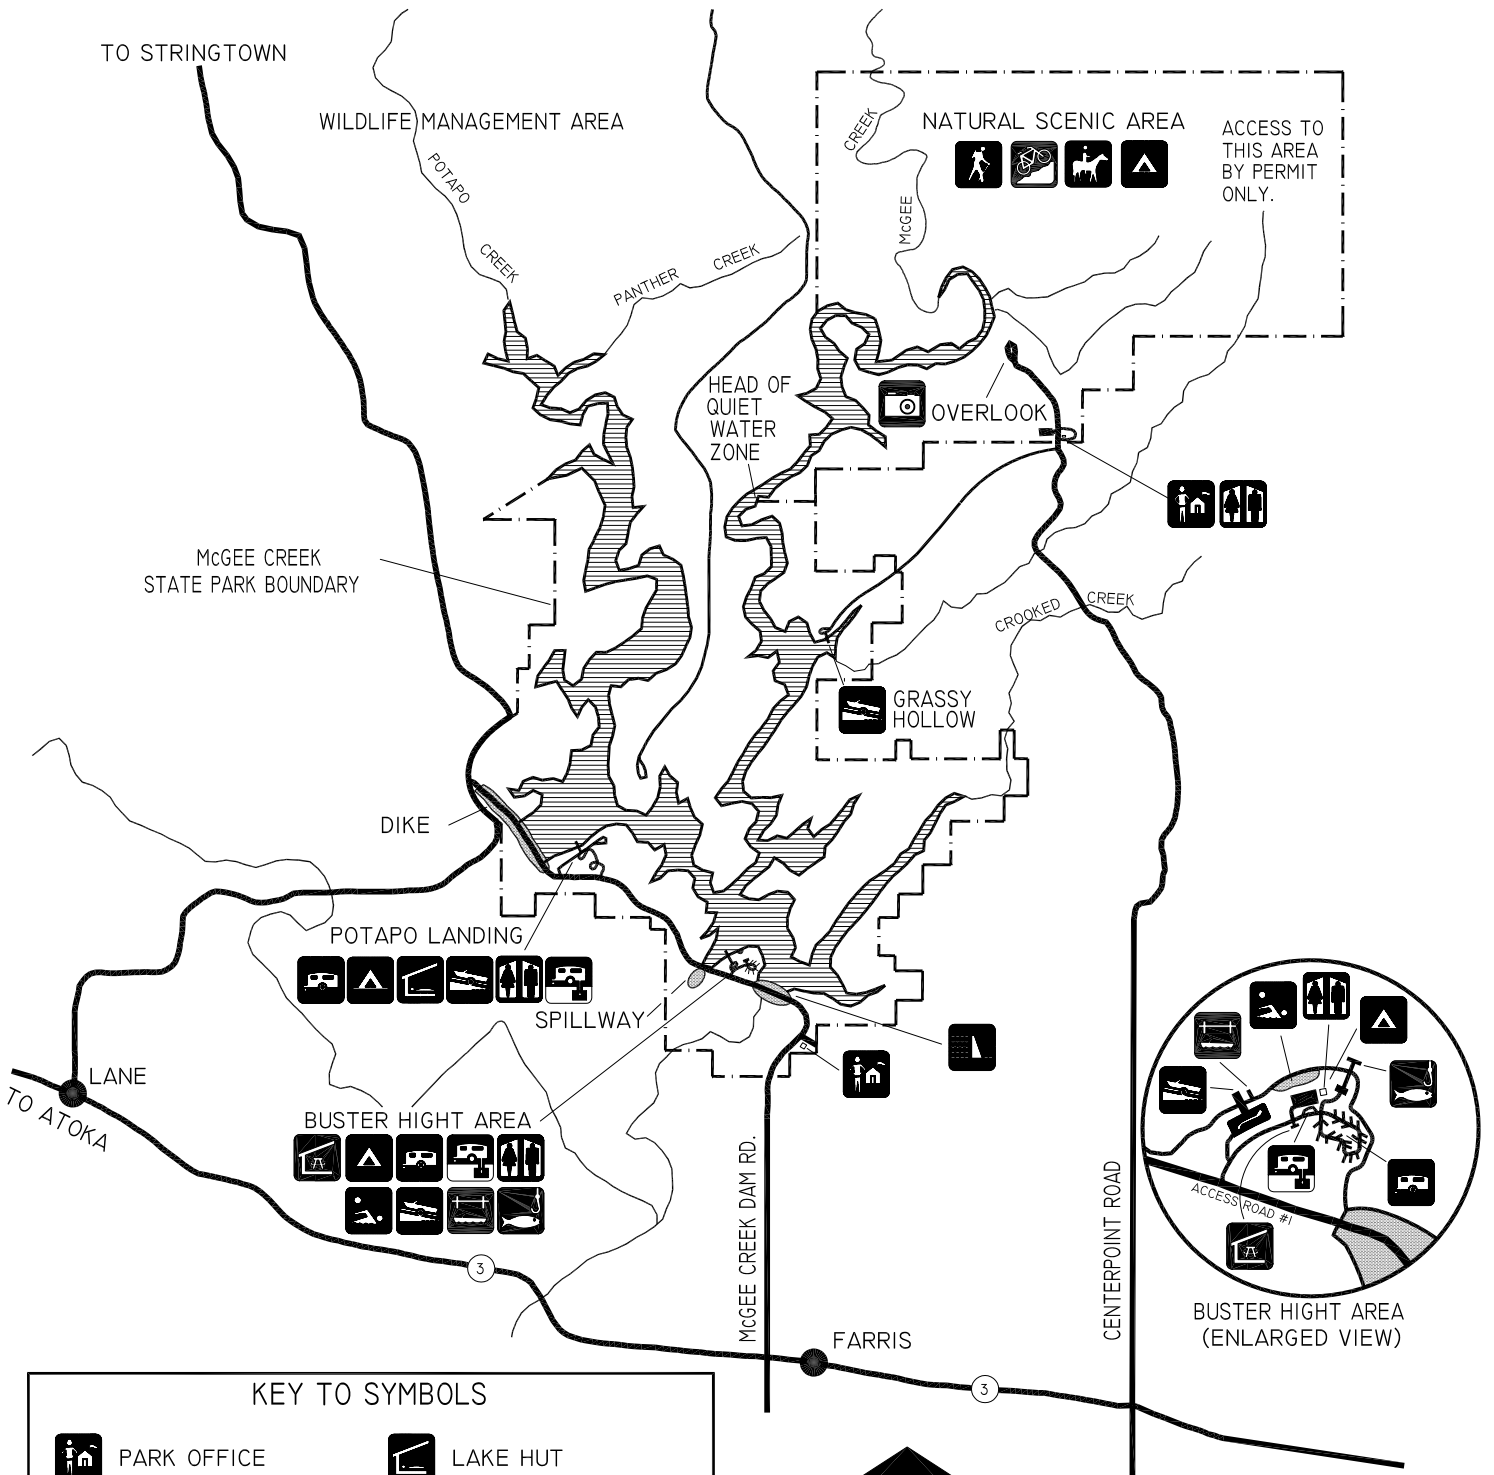 TO STRINGTOWN
WILDLIFE MANAGEMENT AREA
POTAPO
CREEK
PANTHER CREEK
CREEK
McGEE
NATURAL SCENIC AREA
ACCESS TO
THIS AREA
BY PERMIT
ONLY.
HEAD OF
QUIET
WATER
ZONE
OVERLOOK
McGEE CREEK
STATE PARK BOUNDARY
CROOKED CREEK
GRASSY
HOLLOW
DIKE
POTAPO LANDING
SPILLWAY
LANE
TO ATOKA
BUSTER HIGHT AREA
3
McGEE CREEK DAM RD.
CENTERPOINT ROAD
ACCESS ROAD #1
BUSTER HIGHT AREA
(ENLARGED VIEW)
FARRIS
3
KEY TO SYMBOLS
PARK OFFICE
LAKE HUT